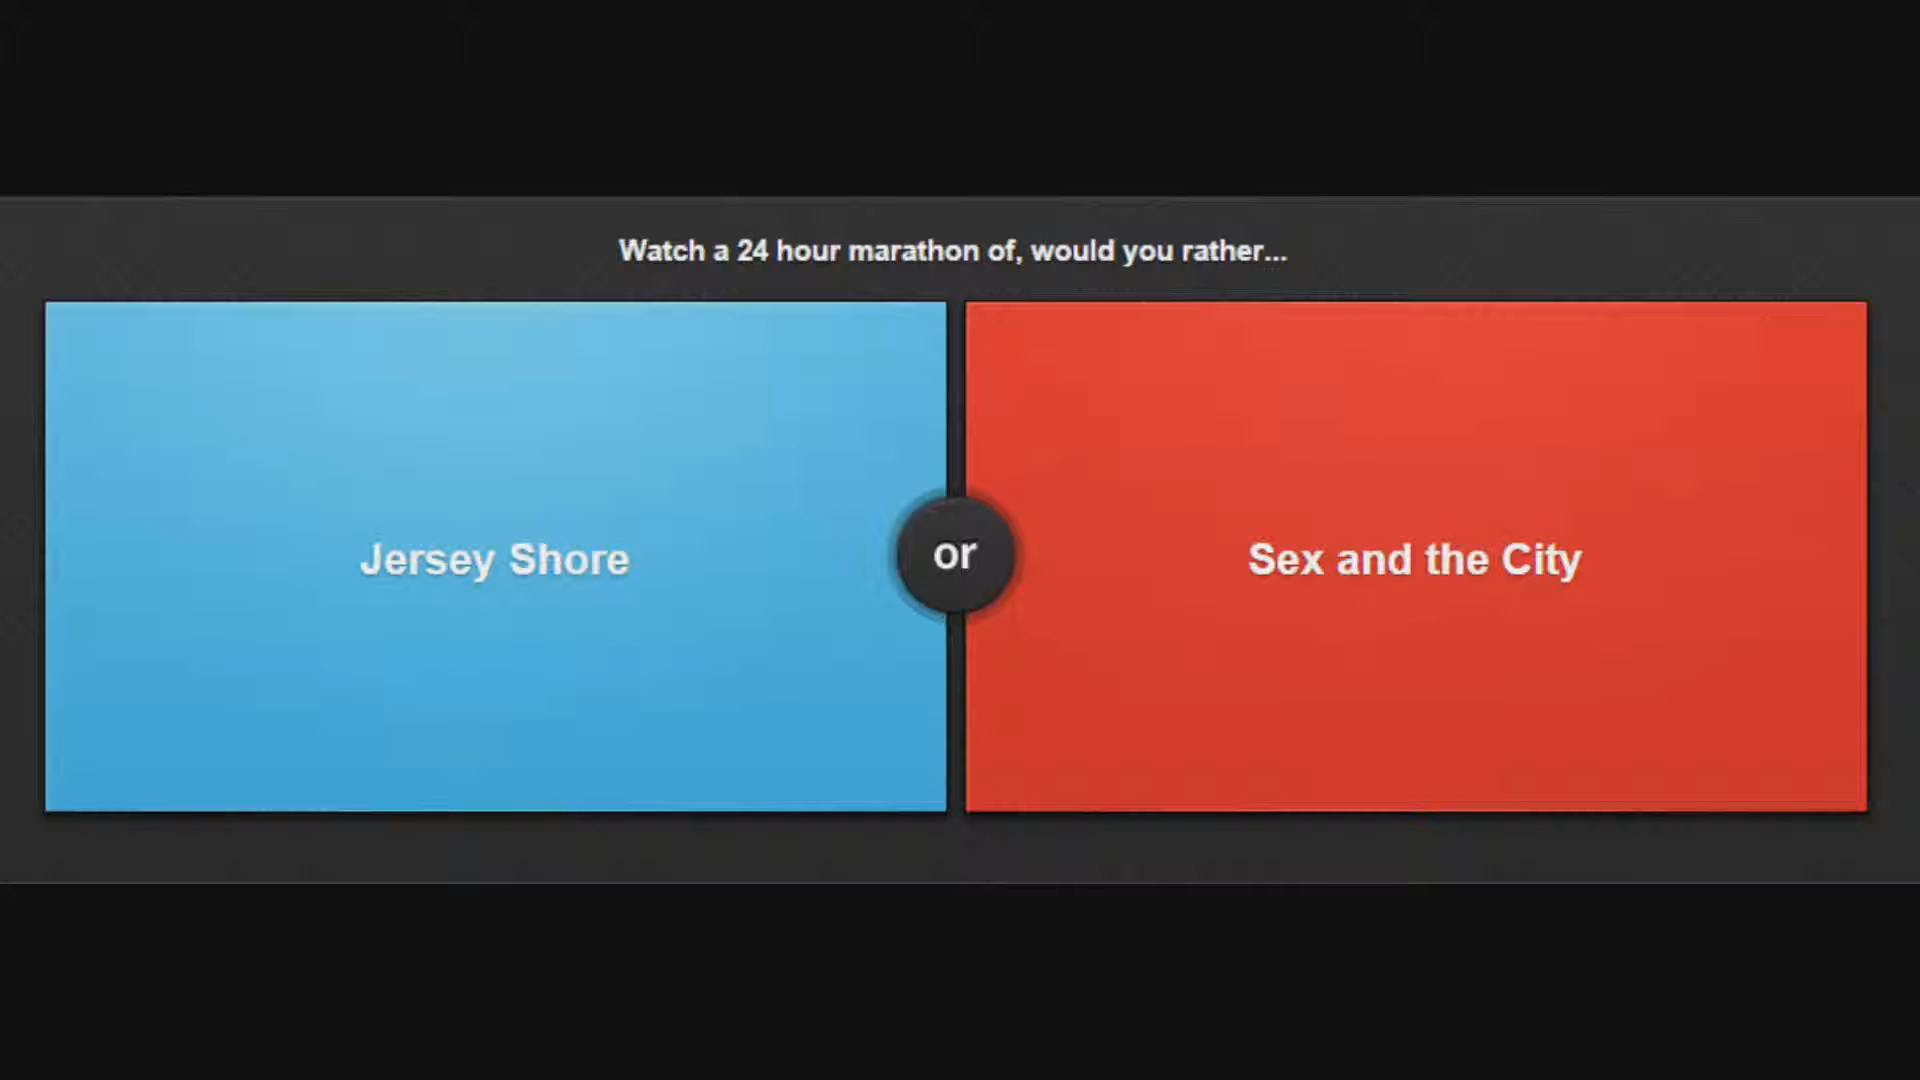 Watch a 24 hour marathon of, would you rather...
Jersey Shore
or
Sex and the City